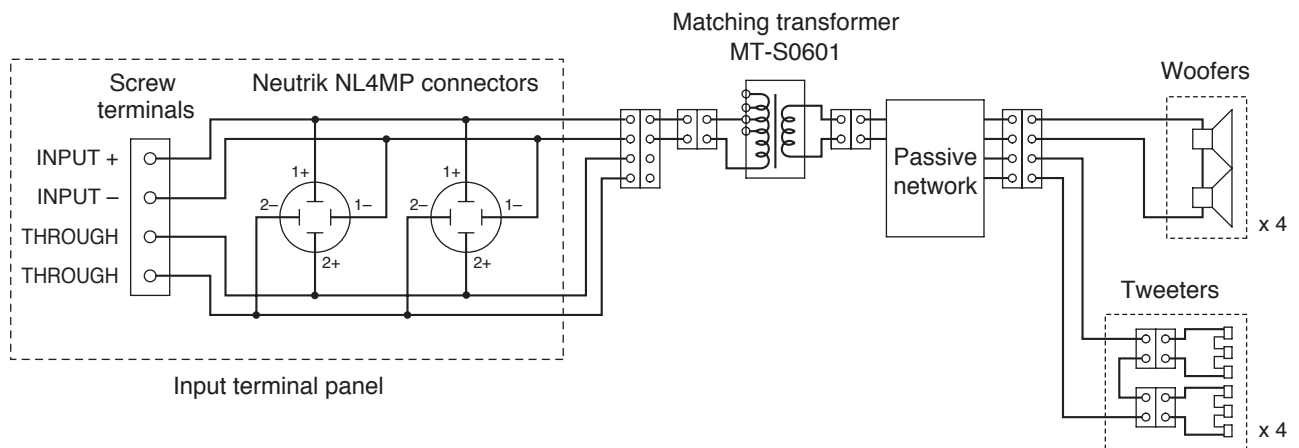 Matching transformer
MT-S0601
Screw
terminals
Neutrik NL4MP connectors
Woofers
INPUT +
INPUT –
THROUGH
THROUGH
1+
2–
1–
2+
1+
2–
1–
2+
Passive
network
x 4
Tweeters
x 4
Input terminal panel